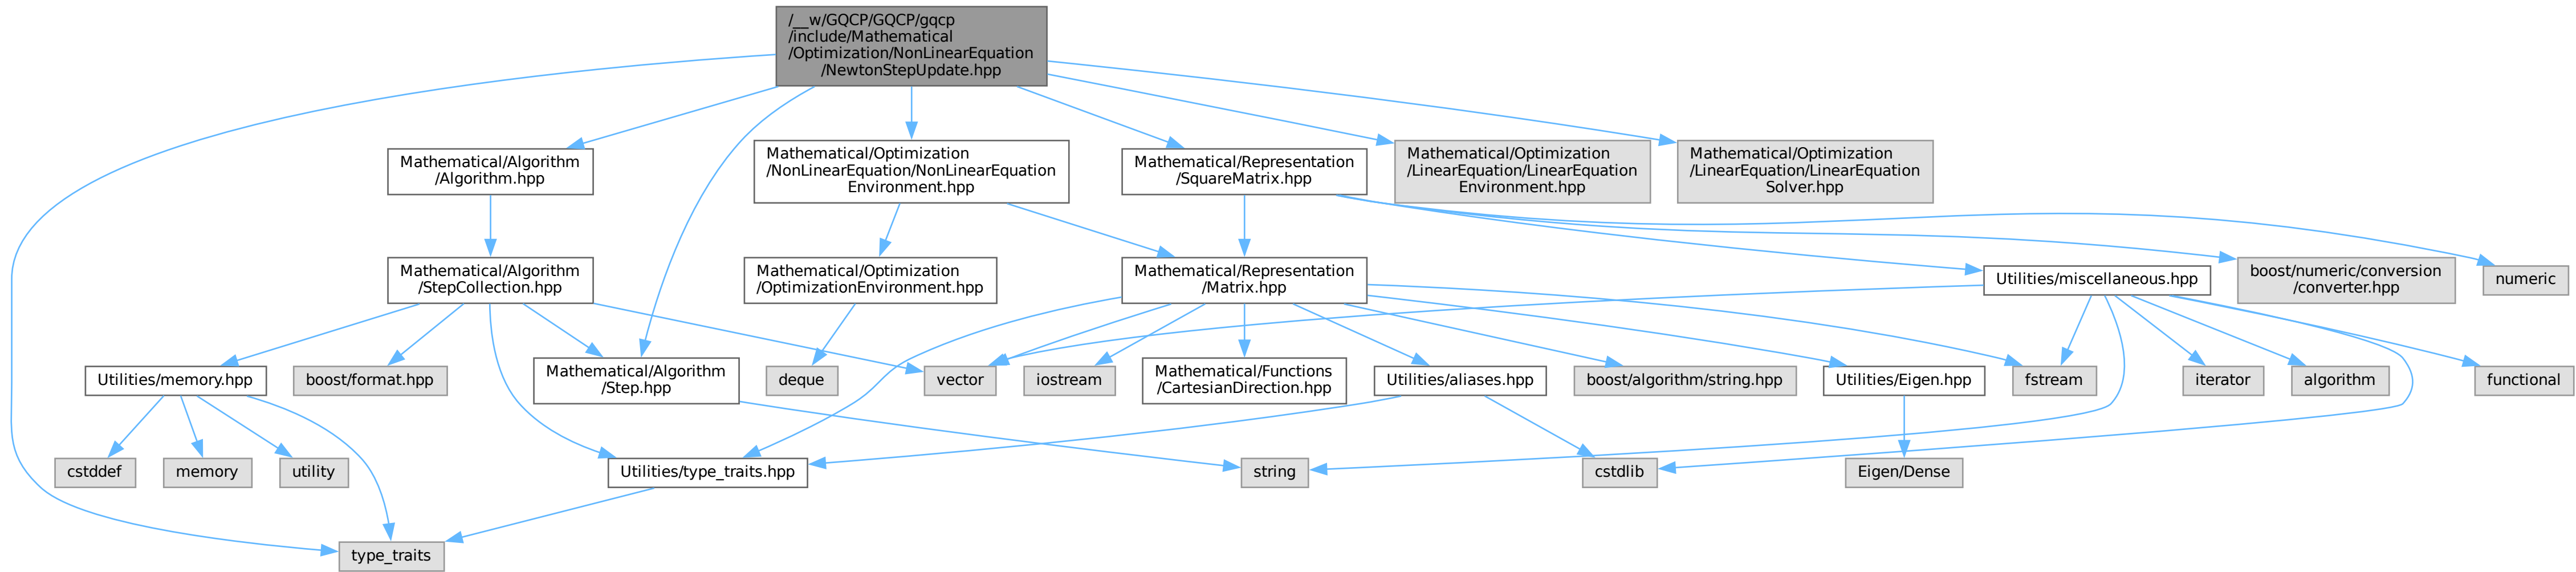 /__w/GQCP/GQCP/gqcp
/include/Mathematical
/Optimization/NonLinearEquation
/NewtonStepUpdate.hpp
Mathematical/Algorithm
/Algorithm.hpp
Mathematical/Optimization
/NonLinearEquation/NonLinearEquation
Environment.hpp
Mathematical/Representation
/SquareMatrix.hpp
Mathematical/Optimization
/LinearEquation/LinearEquation
Environment.hpp
Mathematical/Optimization
/LinearEquation/LinearEquation
Solver.hpp
Mathematical/Algorithm
/StepCollection.hpp
Mathematical/Optimization
/OptimizationEnvironment.hpp
Mathematical/Representation
/Matrix.hpp
Utilities/miscellaneous.hpp
boost/numeric/conversion
/converter.hpp
numeric
Utilities/memory.hpp
boost/format.hpp
Mathematical/Algorithm
/Step.hpp
deque
vector
iostream
Mathematical/Functions
/CartesianDirection.hpp
Utilities/aliases.hpp
boost/algorithm/string.hpp
Utilities/Eigen.hpp
fstream
iterator
algorithm
functional
cstddef
memory
utility
Utilities/type_traits.hpp
string
cstdlib
Eigen/Dense
type_traits